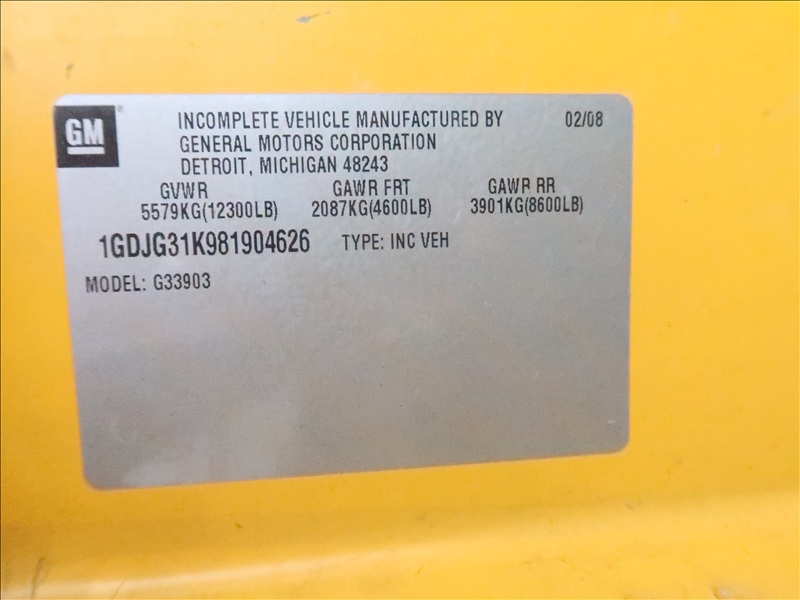 GM
INCOMPLETE VEHICLE MANUFACTURED BY 02/08
GENERAL MOTORS CORPORATION
DETROIT, MICHIGAN 48243
GVWR GAWR FRT GAWR RR
5579KG(12300LB) 2087KG(4600LB) 3901KG(8600LB)
1GDJG31K981904626 TYPE: INC VEH
MODEL: G33903